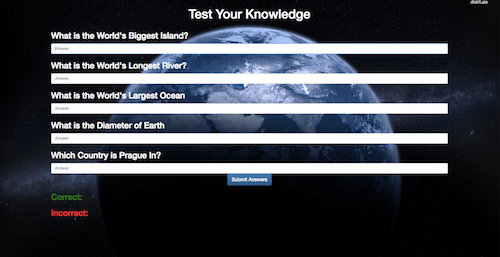 Test Your Knowledge
What is the World's Biggest Island?
Answer
What is the World's Longest River?
Answer
What is the World's Largest Ocean
Answer
What is the Diameter of Earth
Answer
Which Country is Prague In?
Answer
Submit Answers
Correct:
Incorrect: